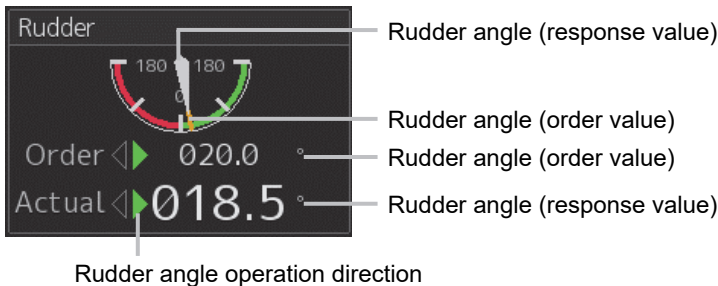 Rudder
Rudder angle (response value)
180 180
0
Rudder angle (order value)
Order 020.0 °
Rudder angle (order value)
Actual 018.5 °
Rudder angle (response value)
Rudder angle operation direction